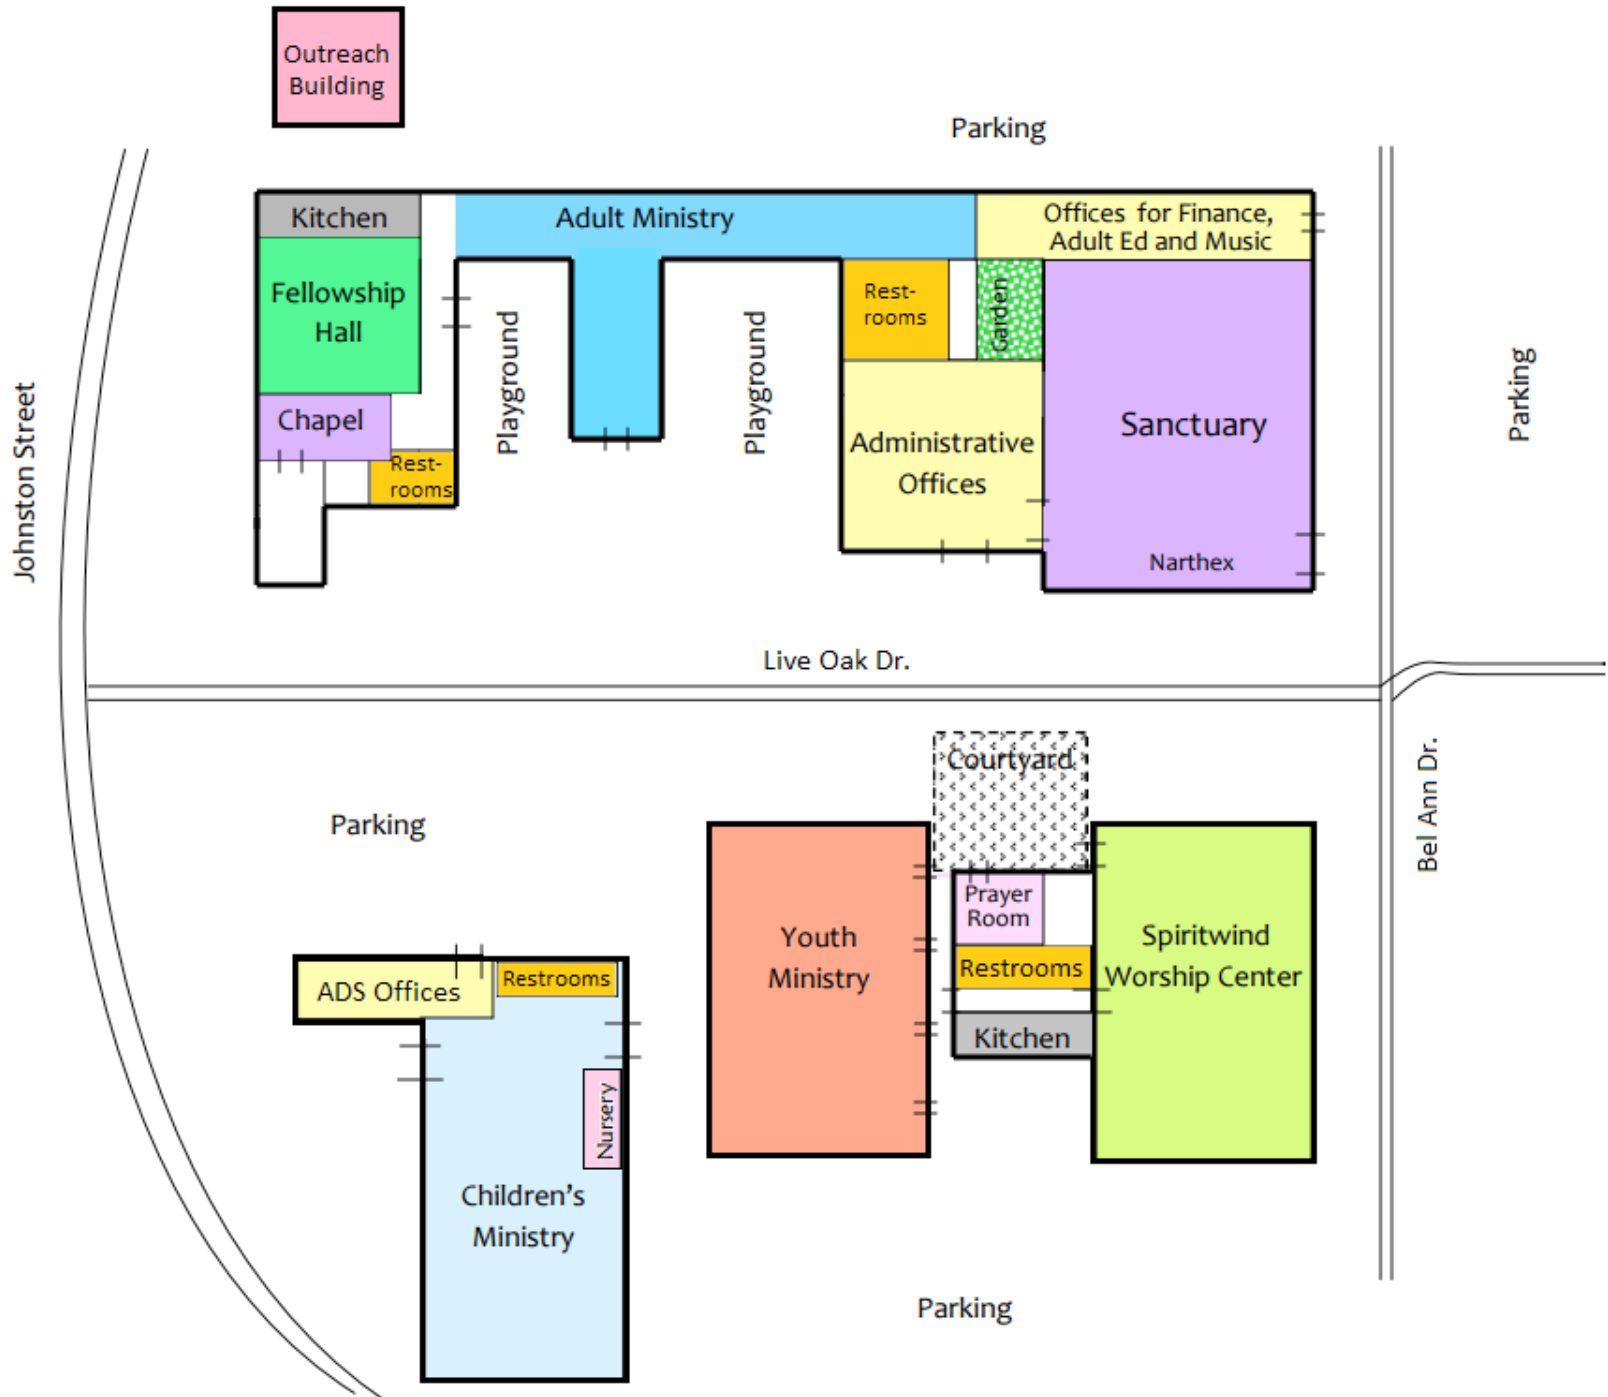 Outreach
Building
Parking
Kitchen
Adult Ministry
Offices for Finance,
Adult Ed and Music
Fellowship
Hall
Rest-
rooms
Garden
Playground
Playground
Parking
Johnston Street
Chapel
Rest-
rooms
Administrative
Offices
Sanctuary
Narthex
Live Oak Dr.
Courtyard
Bel Ann Dr.
Parking
Prayer
Room
Youth
Ministry
Restrooms
Spiritwind
Worship Center
Kitchen
ADS Offices
Restrooms
Nursery
Children’s
Ministry
Parking